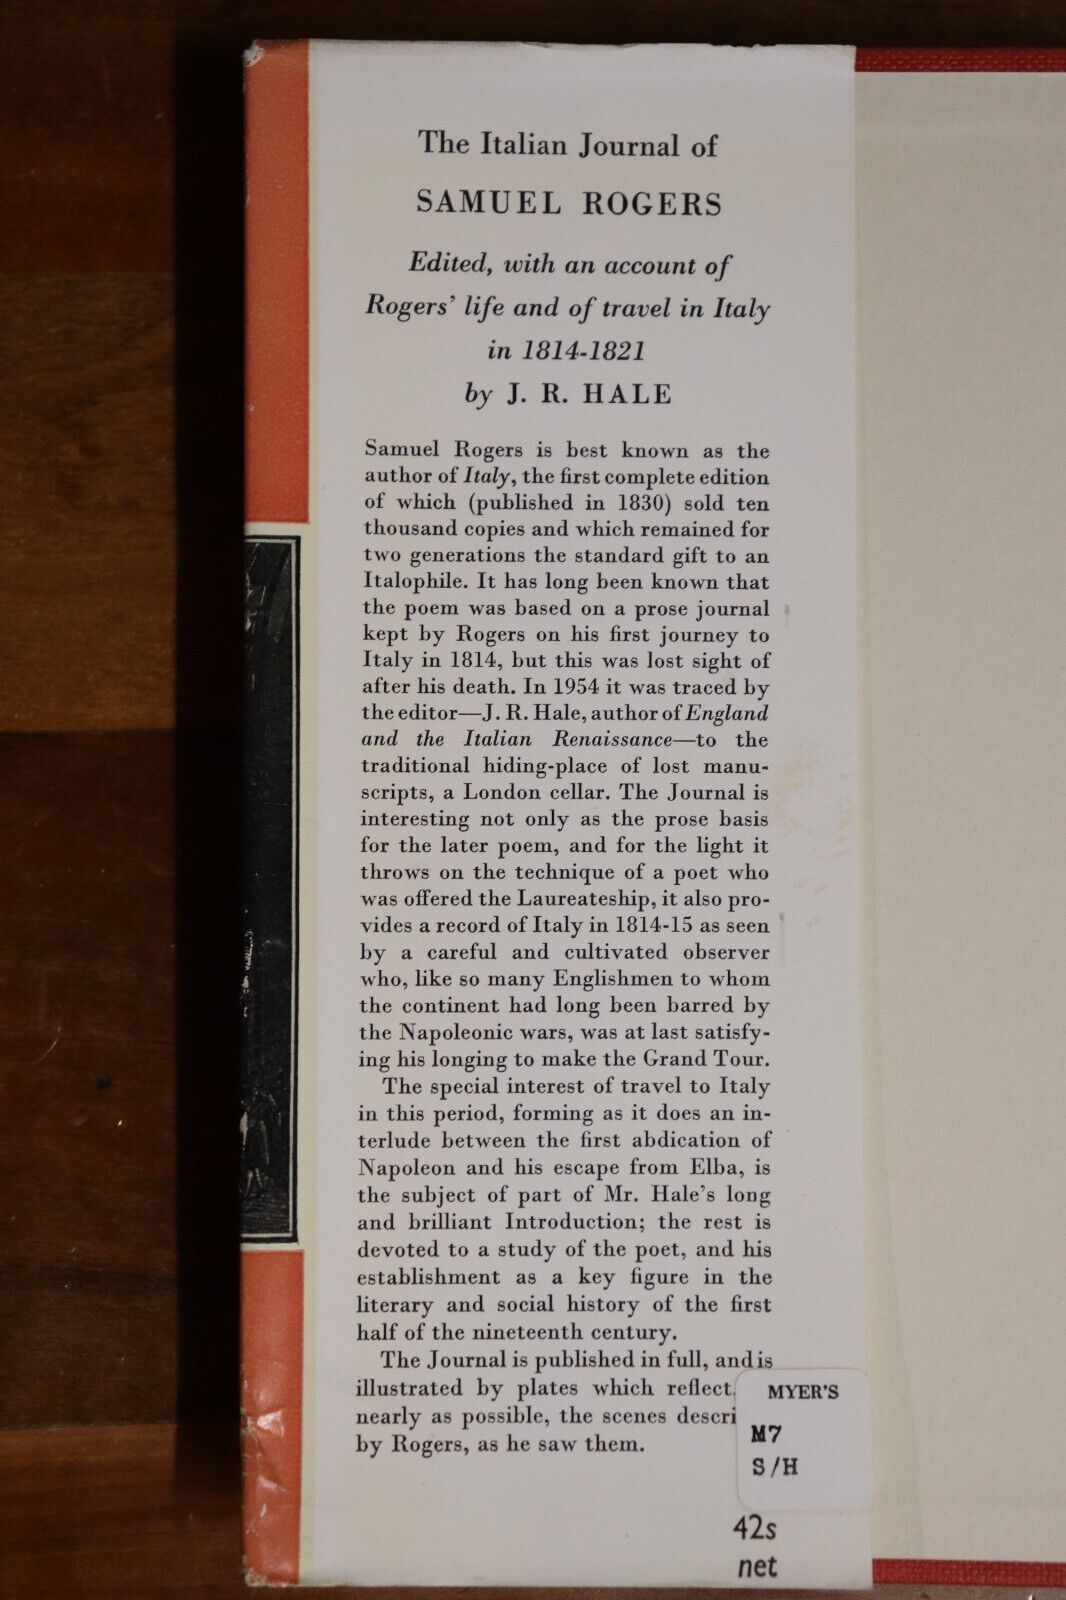 The Italian Journal of
SAMUEL ROGERS
Edited, with an account of
Rogers' life and of travel in Italy
in 1814-1821
by J. R. HALE
Samuel Rogers is best known as the
author of Italy, the first complete edition
of which (published in 1830) sold ten
thousand copies and which remained for
two generations the standard gift to an
Italophile. It has long been known that
the poem was based on a prose journal
kept by Rogers on his first journey to
Italy in 1814, but this was lost sight of
after his death. In 1954 it was traced by
the editor—J. R. Hale, author of England
and the Italian Renaissance—to the
traditional hiding-place of lost manu-
scripts, a London cellar. The Journal is
interesting not only as the prose basis
for the later poem, and for the light it
throws on the technique of a poet who
was offered the Laureateship, it also pro-
vides a record of Italy in 1814-15 as seen
by a careful and cultivated observer
who, like so many Englishmen to whom
the continent had long been barred by
the Napoleonic wars, was at last satisfy-
ing his longing to make the Grand Tour.
The special interest of travel to Italy
in this period, forming as it does an in-
terlude between the first abdication of
Napoleon and his escape from Elba, is
the subject of part of Mr. Hale's long
and brilliant Introduction; the rest is
devoted to a study of the poet, and his
establishment as a key figure in the
literary and social history of the first
half of the nineteenth century.
The Journal is published in full, and is
illustrated by plates which reflect,
nearly as possible, the scenes descri
by Rogers, as he saw them.
MYER'S
M7
S/H
42s
net